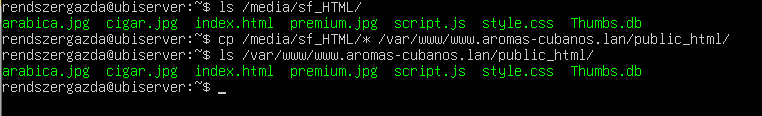 rendszergazda@ubiserver:~$ ls /media/sf_HTML/
arabica.jpg  cigar.jpg  index.html  premium.jpg  script.js  style.css  Thumbs.db
rendszergazda@ubiserver:~$ cp /media/sf_HTML/* /var/www/www.aromas-cubanos.lan/public_html/
rendszergazda@ubiserver:~$ ls /var/www/www.aromas-cubanos.lan/public_html/
arabica.jpg  cigar.jpg  index.html  premium.jpg  script.js  style.css  Thumbs.db
rendszergazda@ubiserver:~$ _